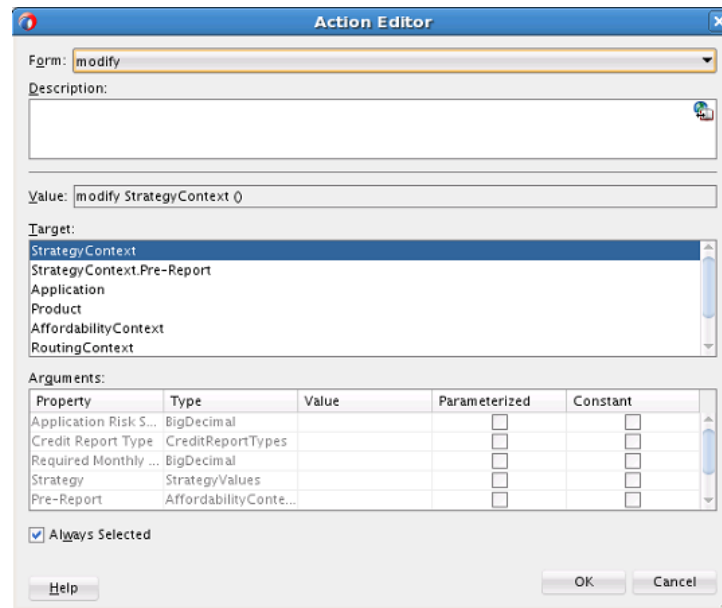 Action Editor
Form: modify
Description:
Value: modify StrategyContext ()
Target:
StrategyContext
StrategyContext.Pre-Report
Application
Product
AffordabilityContext
RoutingContext
Arguments:
Property Type Value Parameterized Constant
Application Risk S... BigDecimal
Credit Report Type CreditReportTypes
Required Monthly ... BigDecimal
Strategy StrategyValues
Pre-Report AffordabilityConte...
Always Selected
Help OK Cancel